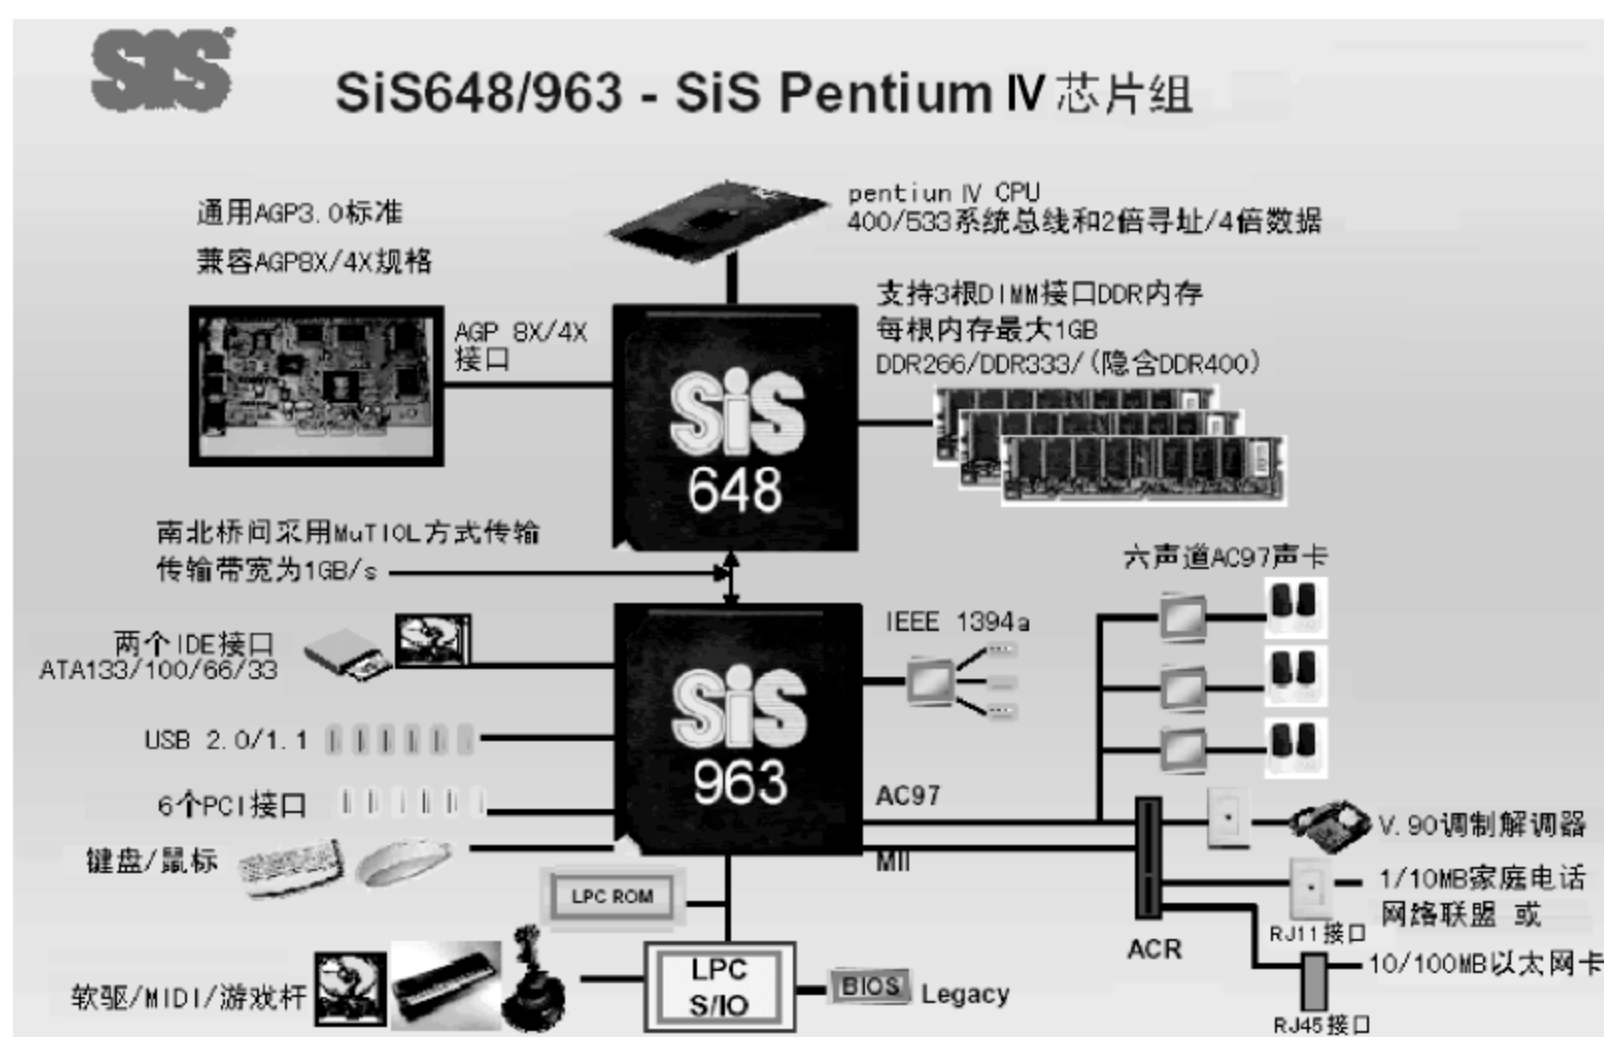 SiS
SiS648/963 - SiS Pentium Ⅳ 芯片组
通用AGP3.0标准
兼容AGP8X/4X规格
pentiun Ⅳ CPU
400/533系统总线和2倍寻址/4倍数据
支持3根DIMM接口DDR内存
每根内存最大1GB
DDR266/DDR333/(隐含DDR400)
AGP 8X/4X
接口
SiS
648
南北桥间采用MuTIOL方式传输
传输带宽为1GB/s
六声道AC97声卡
两个IDE接口
ATA133/100/66/33
IEEE 1394a
SiS
963
USB 2.0/1.1
6个PCI接口
键盘/鼠标
AC97
MII
V.90调制解调器
1/10MB家庭电话
网络联盟 或
RJ11接口
ACR
10/100MB以太网卡
RJ45接口
LPC ROM
LPC
S/IO
BIOS
Legacy
软驱/MIDI/游戏杆